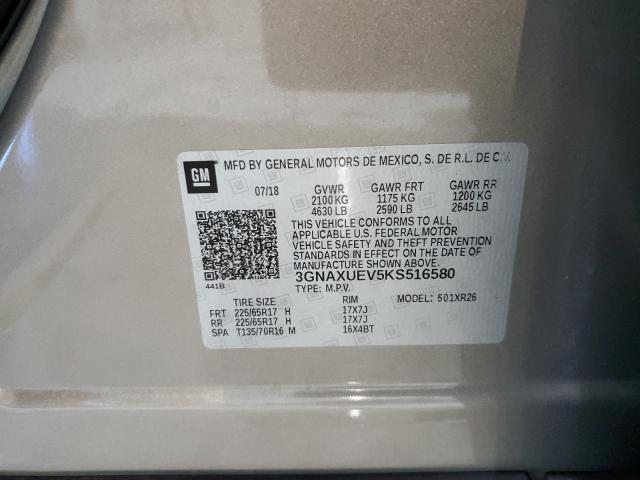 GM
MFD BY GENERAL MOTORS DE MEXICO, S. DE R.L. DE C.V.
07/18 GVWR GAWR FRT GAWR RR
2100 KG 1175 KG 1200 KG
4630 LB 2590 LB 2645 LB
THIS VEHICLE CONFORMS TO ALL
APPLICABLE U.S. FEDERAL MOTOR
VEHICLE SAFETY AND THEFT PREVENTION
STANDARDS IN EFFECT ON THE DATE OF
MANUFACTURE SHOWN ABOVE.
3GNAXUEV5KS516580
441B
TYPE: M.P.V.
TIRE SIZE RIM MODEL: 501XR26
FRT 225/65R17 H 17X7J
RR 225/65R17 H 17X7J
SPA T135/70R16 M 16X4BT